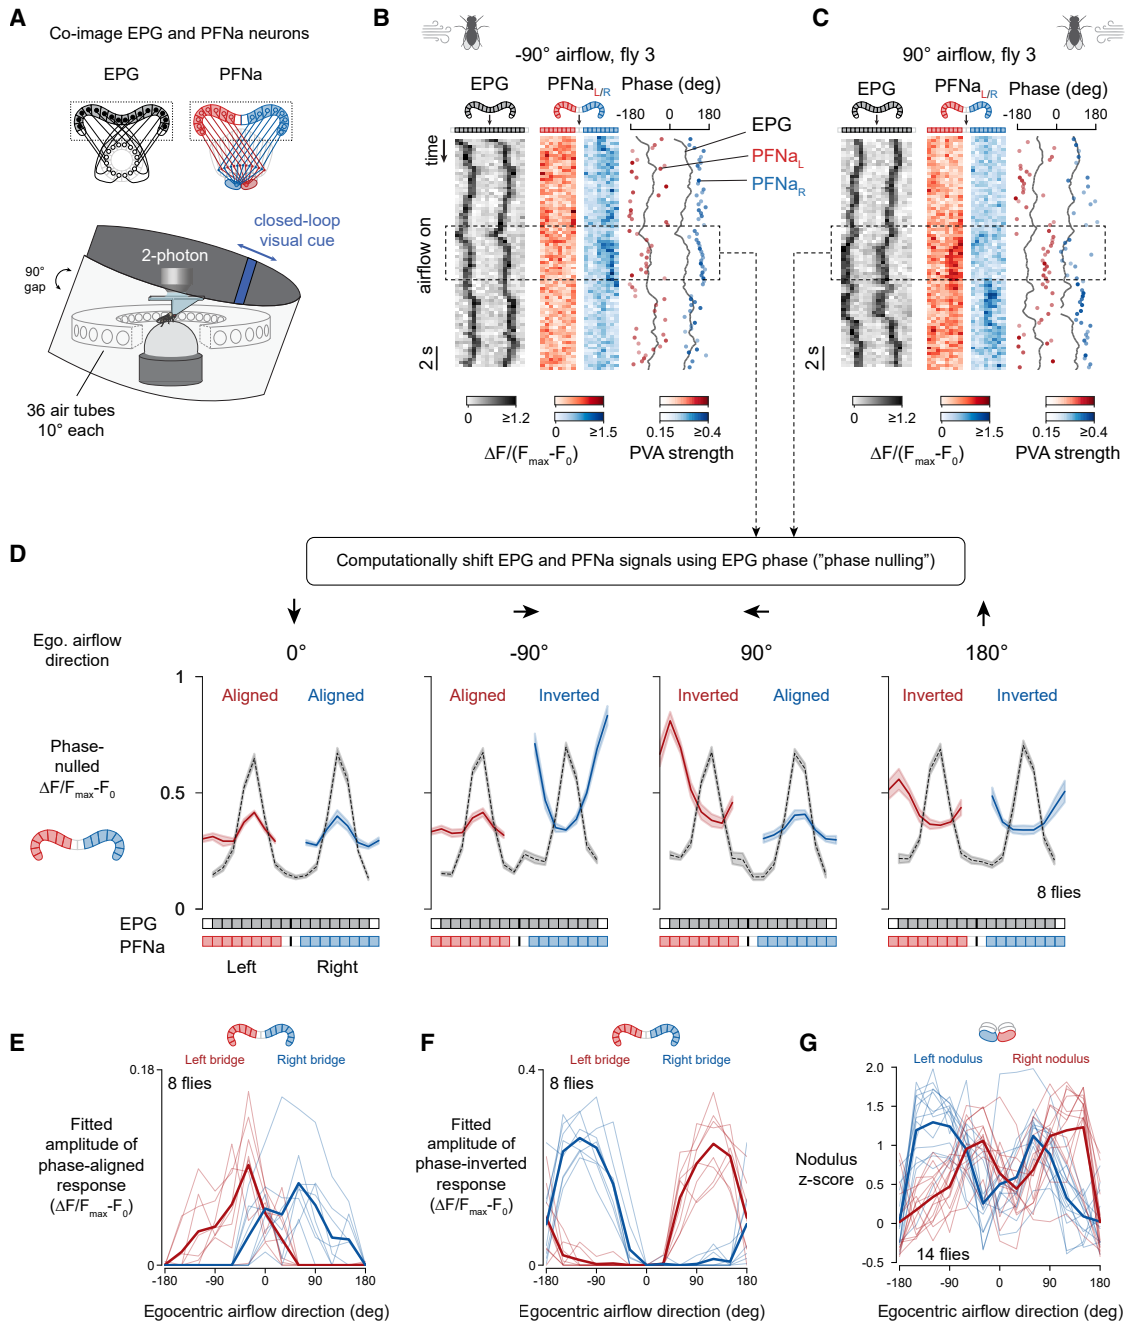 A
Co-image EPG and PFNa neurons
EPG
PFNa
closed-loop
visual cue
2-photon
90°
gap
36 air tubes
10° each
B
-90° airflow, fly 3
EPG
PFNaL/R
Phase (deg)
-180 0 180
time
EPG
PFNaL
PFNaR
airflow on
2 s
0 ≥1.2
0 ≥1.5
0.15 ≥0.4
ΔF/(Fmax-F0)
PVA strength
C
90° airflow, fly 3
EPG
PFNaL/R
Phase (deg)
-180 0 180
2 s
0 ≥1.2
0 ≥1.5
0.15 ≥0.4
ΔF/(Fmax-F0)
PVA strength
D
Computationally shift EPG and PFNa signals using EPG phase ("phase nulling")
Ego. airflow
direction
0°
-90°
90°
180°
1
0.5
0
Aligned Aligned
Aligned Inverted
Inverted Aligned
Inverted Inverted
Phase-
nulled
ΔF/Fmax-F0
8 flies
EPG
PFNa
Left Right
E
Left bridge
Right bridge
0.18
8 flies
Fitted
amplitude of
phase-aligned
response
(ΔF/Fmax-F0)
0
-180 -90 0 90 180
Egocentric airflow direction (deg)
F
Left bridge
Right bridge
0.4
8 flies
Fitted
amplitude of
phase-inverted
response
(ΔF/Fmax-F0)
0
-180 -90 0 90 180
Egocentric airflow direction (deg)
G
Left nodulus
Right nodulus
2.0
1.5
1
0.5
0
-0.5
Nodulus
z-score
14 flies
-180 -90 0 90 180
Egocentric airflow direction (deg)